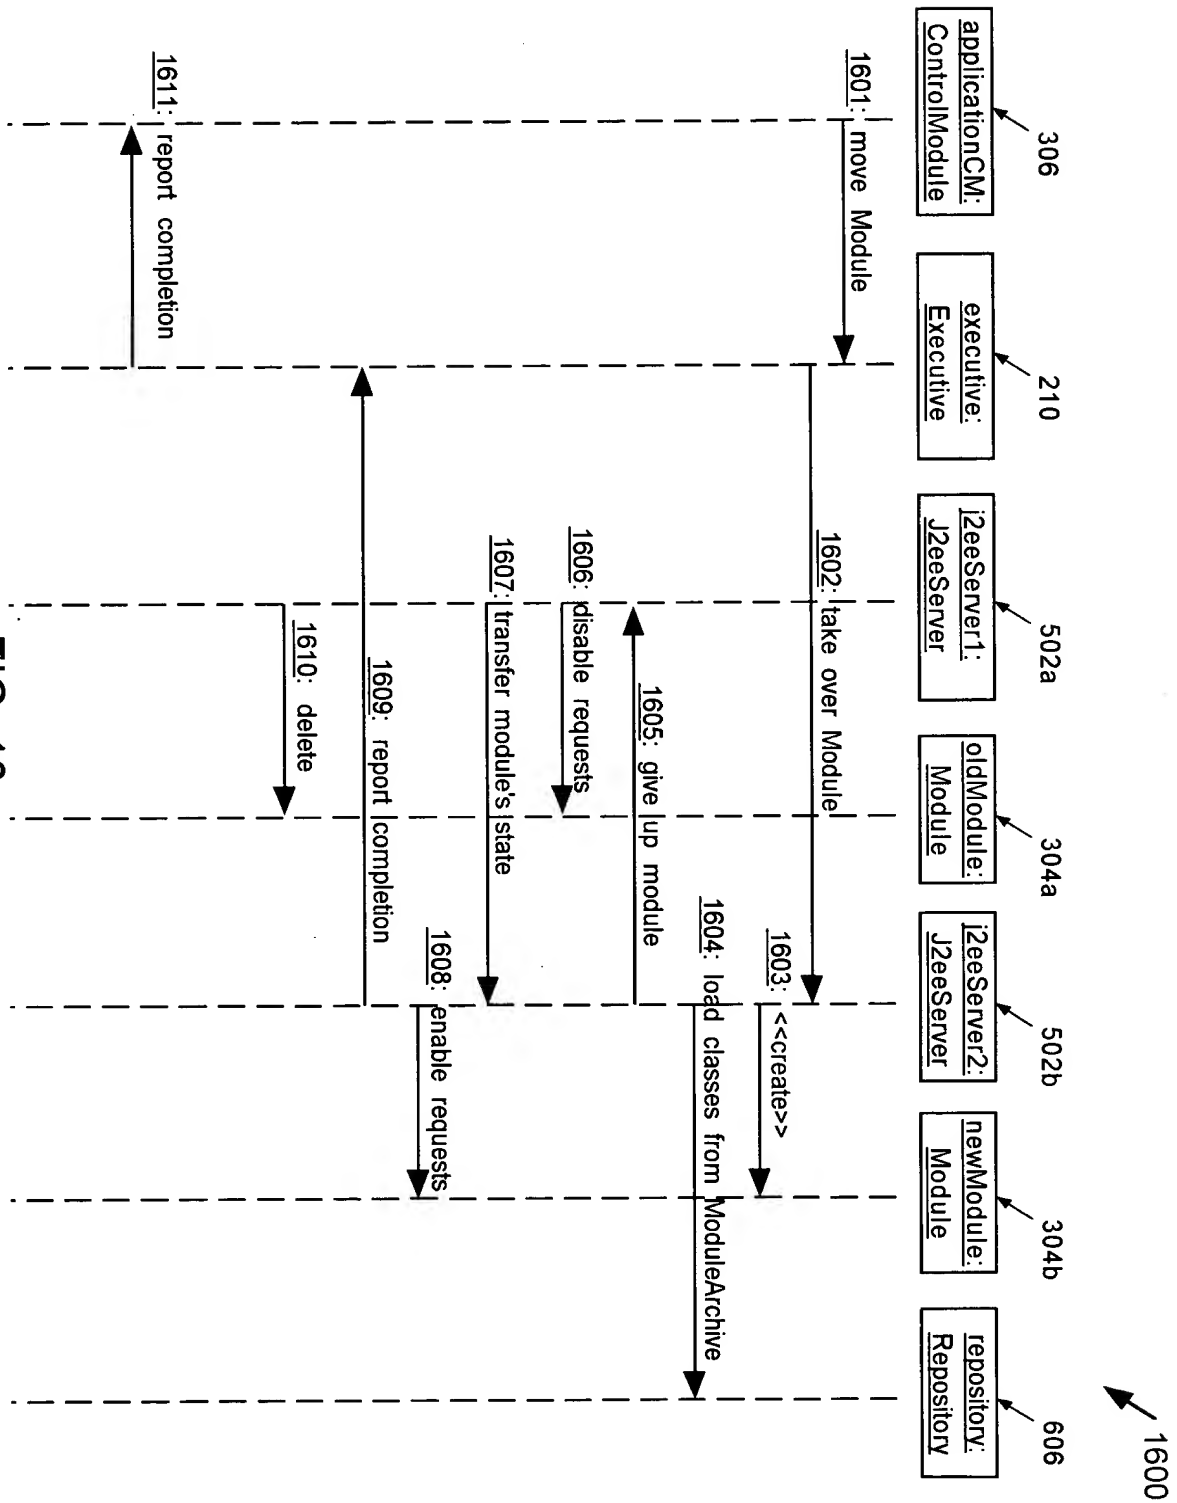 1600
306
210
502a
304a
502b
304b
606
applicationCM:
ControlModule
executive:
Executive
j2eeServer1:
J2eeServer
oldModule:
Module
j2eeServer2:
J2eeServer
newModule:
Module
repository:
Repository
1601: move Module
1602: take over Module
1603: <<create>>
1604: load classes from ModuleArchive
1605: give up module
1606: disable requests
1607: transfer module's state
1608: enable requests
1609: report completion
1610: delete
1611: report completion